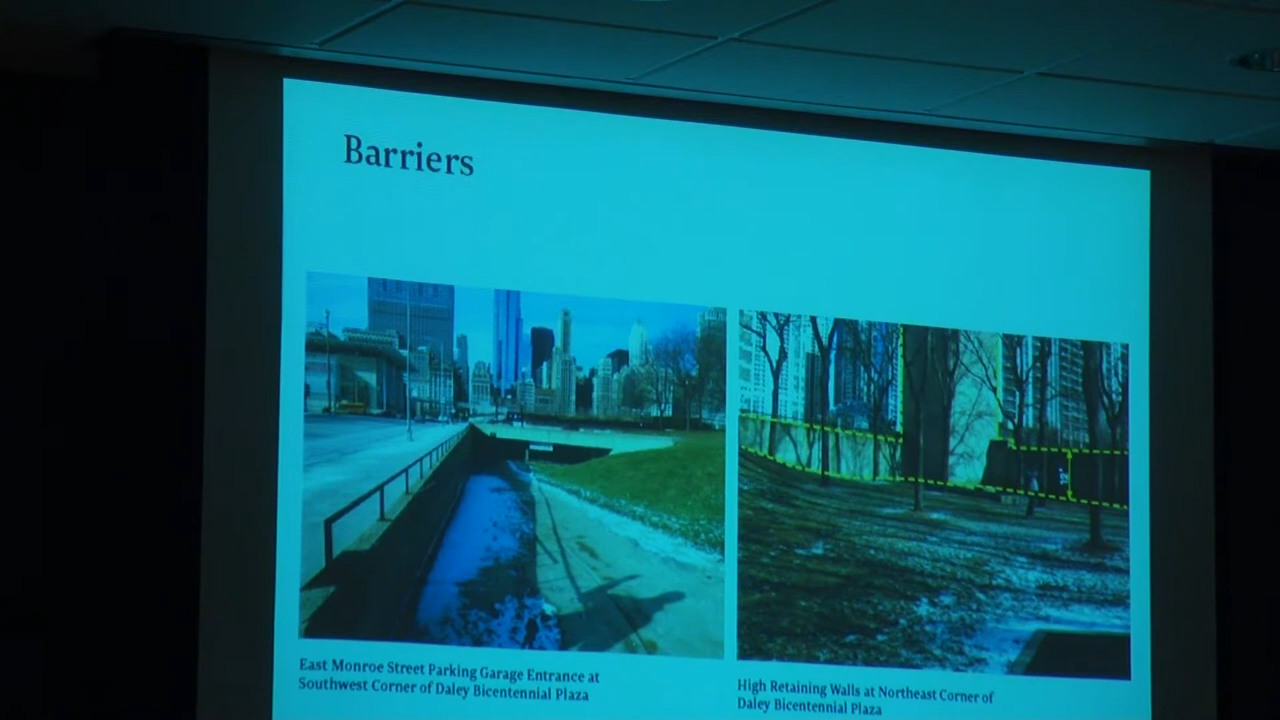 Barriers
East Monroe Street Parking Garage Entrance at
Southwest Corner of Daley Bicentennial Plaza
High Retaining Walls at Northeast Corner of
Daley Bicentennial Plaza